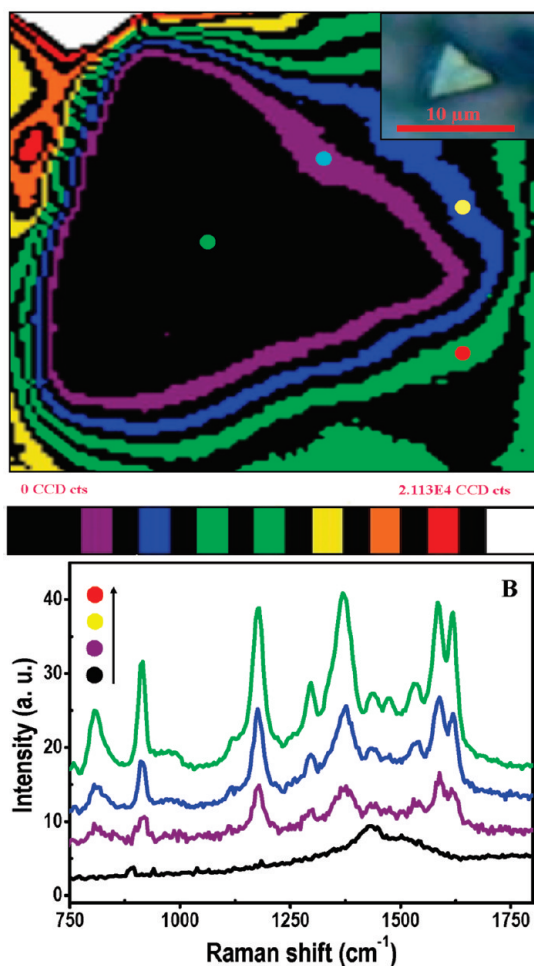 10 µm
0 CCD cts
2.113E4 CCD cts
B
40
30
20
10
0
Intensity (a. u.)
750
1000
1250
1500
1750
Raman shift (cm-1)